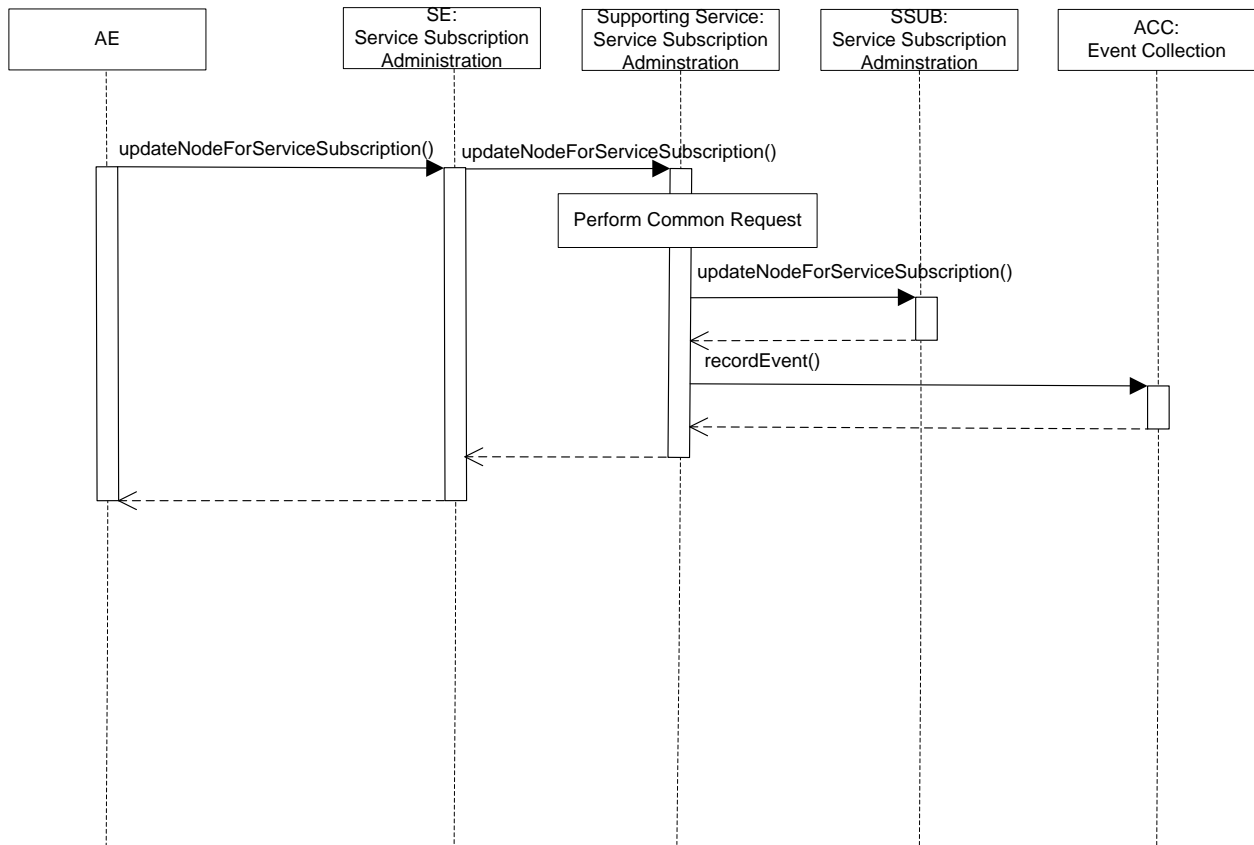 AE
SE:
Service Subscription
Administration
Supporting Service:
Service Subscription
Adminstration
SSUB:
Service Subscription
Adminstration
ACC:
Event Collection
updateNodeForServiceSubscription()
updateNodeForServiceSubscription()
Perform Common Request
updateNodeForServiceSubscription()
recordEvent()